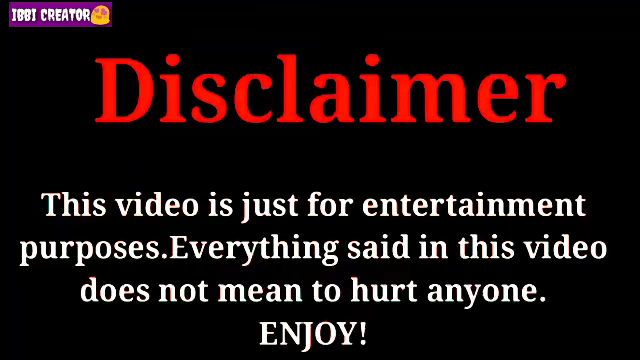 IBBI CREATOR
Disclaimer
This video is just for entertainment
purposes.Everything said in this video
does not mean to hurt anyone.
ENJOY!